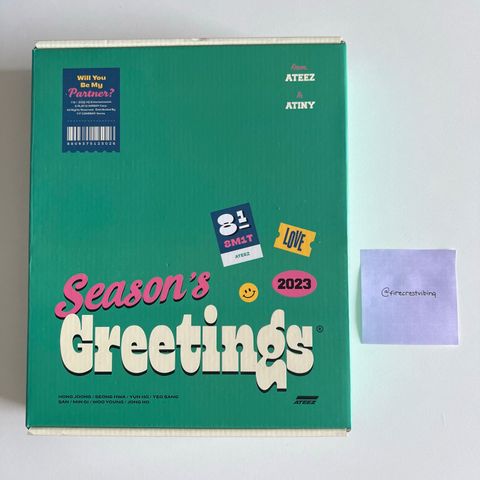 Will You
Be My
Partner?
From.
ATEEZ
To.
ATINY
81
8M1T
ATEEZ
LOVE
2023
Season's
Greetings®
HONG JOONG / SEONG HWA / YUN HO / YEO SANG
SAN / MIN GI / WOO YOUNG / JONG HO
ATEEZ
@firecrestvibing